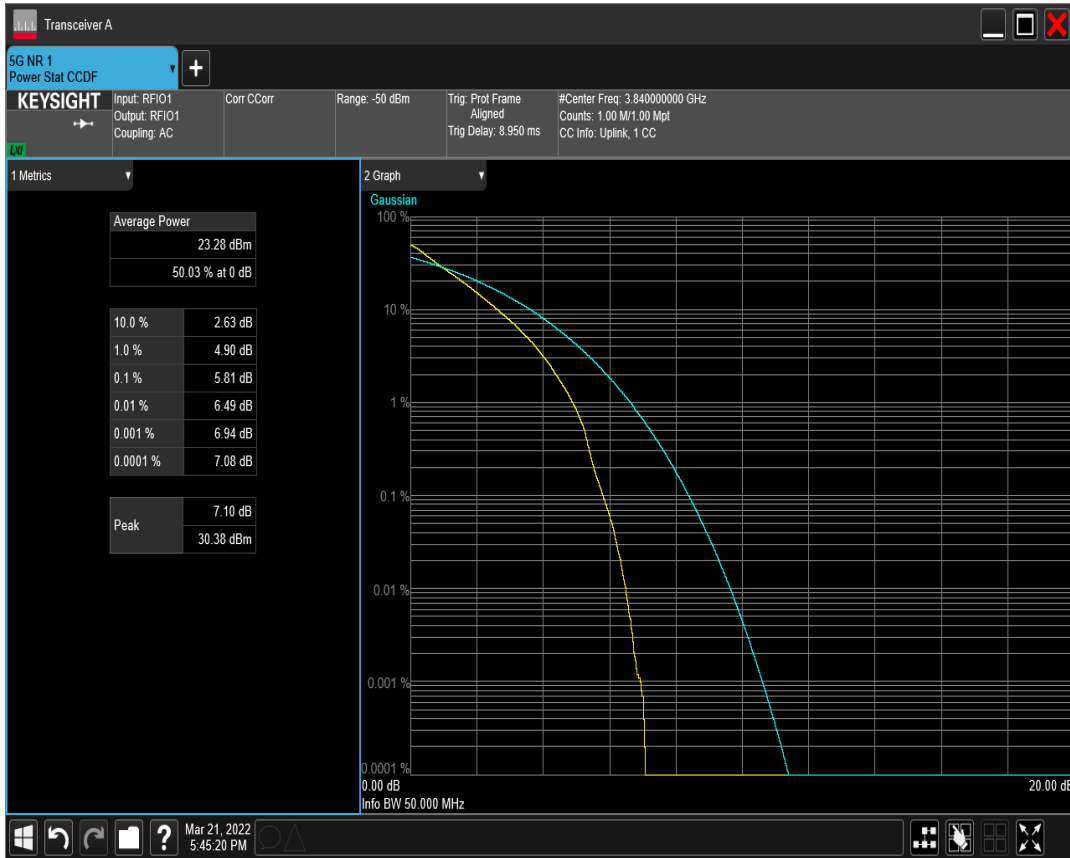 Transceiver A
5G NR 1
Power Stat CCDF
+
KEYSIGHT
LXI
Input: RFIO1
Output: RFIO1
Coupling: AC
Corr CCorr
Range: -50 dBm
Trig: Prot Frame
Aligned
Trig Delay: 8.950 ms
#Center Freq: 3.840000000 GHz
Counts: 1.00 M/1.00 Mpt
CC Info: Uplink, 1 CC
1 Metrics
Average Power
23.28 dBm
50.03 % at 0 dB
10.0 % 2.63 dB
1.0 % 4.90 dB
0.1 % 5.81 dB
0.01 % 6.49 dB
0.001 % 6.94 dB
0.0001 % 7.08 dB
Peak 7.10 dB
30.38 dBm
2 Graph
Gaussian
100 %
10 %
1 %
0.1 %
0.01 %
0.001 %
0.0001 %
0.00 dB 20.00 dB
Info BW 50.000 MHz
? Mar 21, 2022
5:45:20 PM